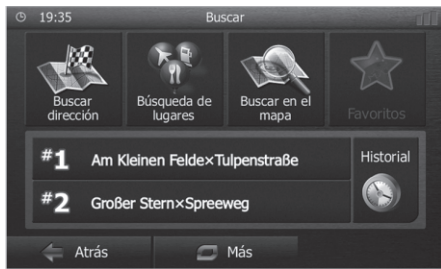 19:35 Buscar
Buscar dirección
Búsqueda de lugares
Buscar en el mapa
Favoritos
#1 Am Kleinen Felde×Tulpenstraße
Historial
#2 Großer Stern×Spreeweg
Atrás
Más